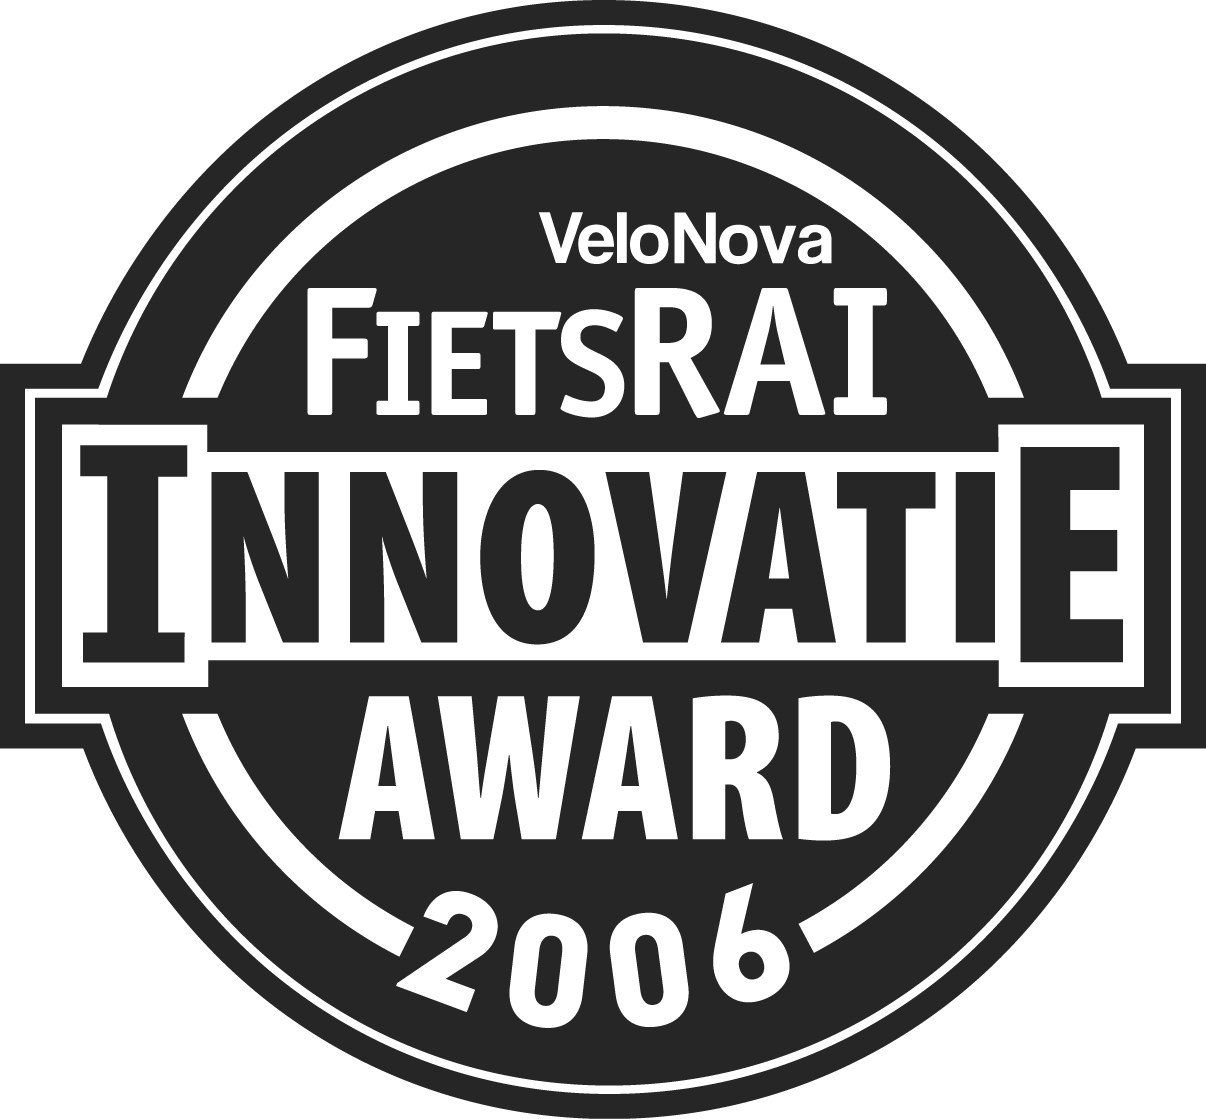 VeloNova
FIETSRAI
INNOVATIE
AWARD
2006